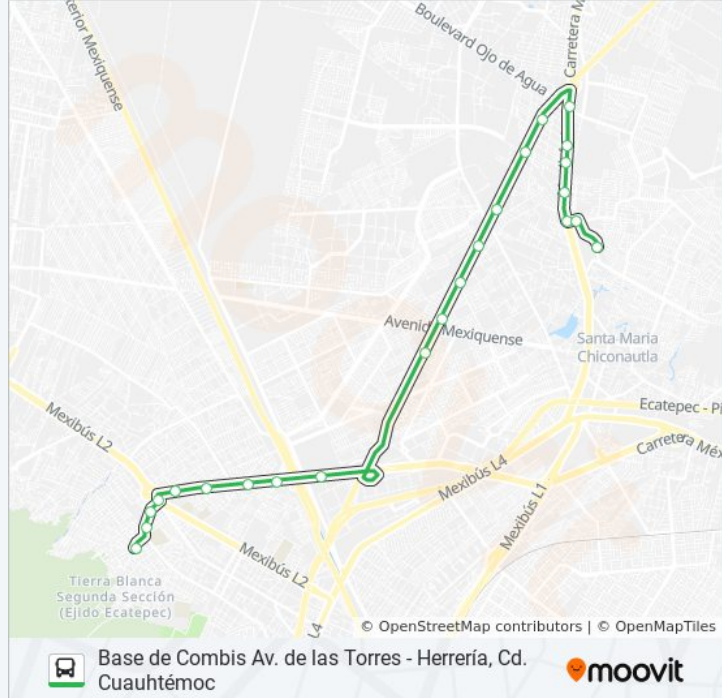 terior Mexiquense
Boulevard Ojo de Agua
Carretera M
Avenida Mexiquense
Santa María
Chiconautla
Ecatepec - P
Mexibús L2
Carretera Méx
Mexibús L4
Mexibús L1
Mexibús L2
Tierra Blanca
Segunda Sección
(Ejido Ecatepec)
L4
© OpenStreetMap contributors | © OpenMapTiles
Base de Combis Av. de las Torres - Herrería, Cd.
Cuauhtémoc
moovit